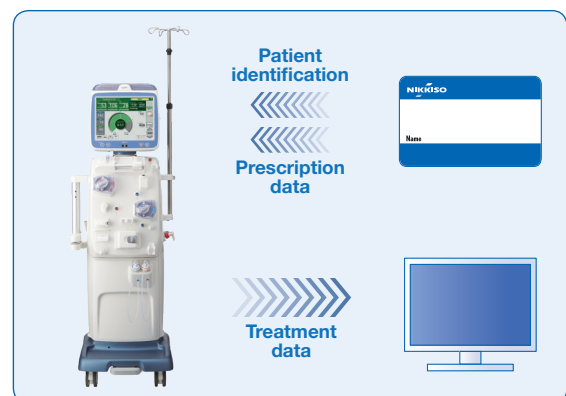 Patient
identification
Prescription
data
NIKKISO
Name
Treatment
data